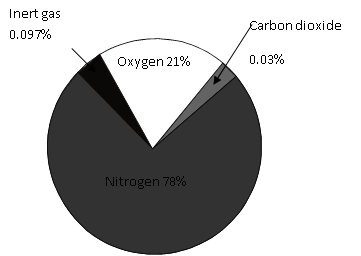 Inert gas
0.097%
Carbon dioxide
0.03%
Oxygen 21%
Nitrogen 78%